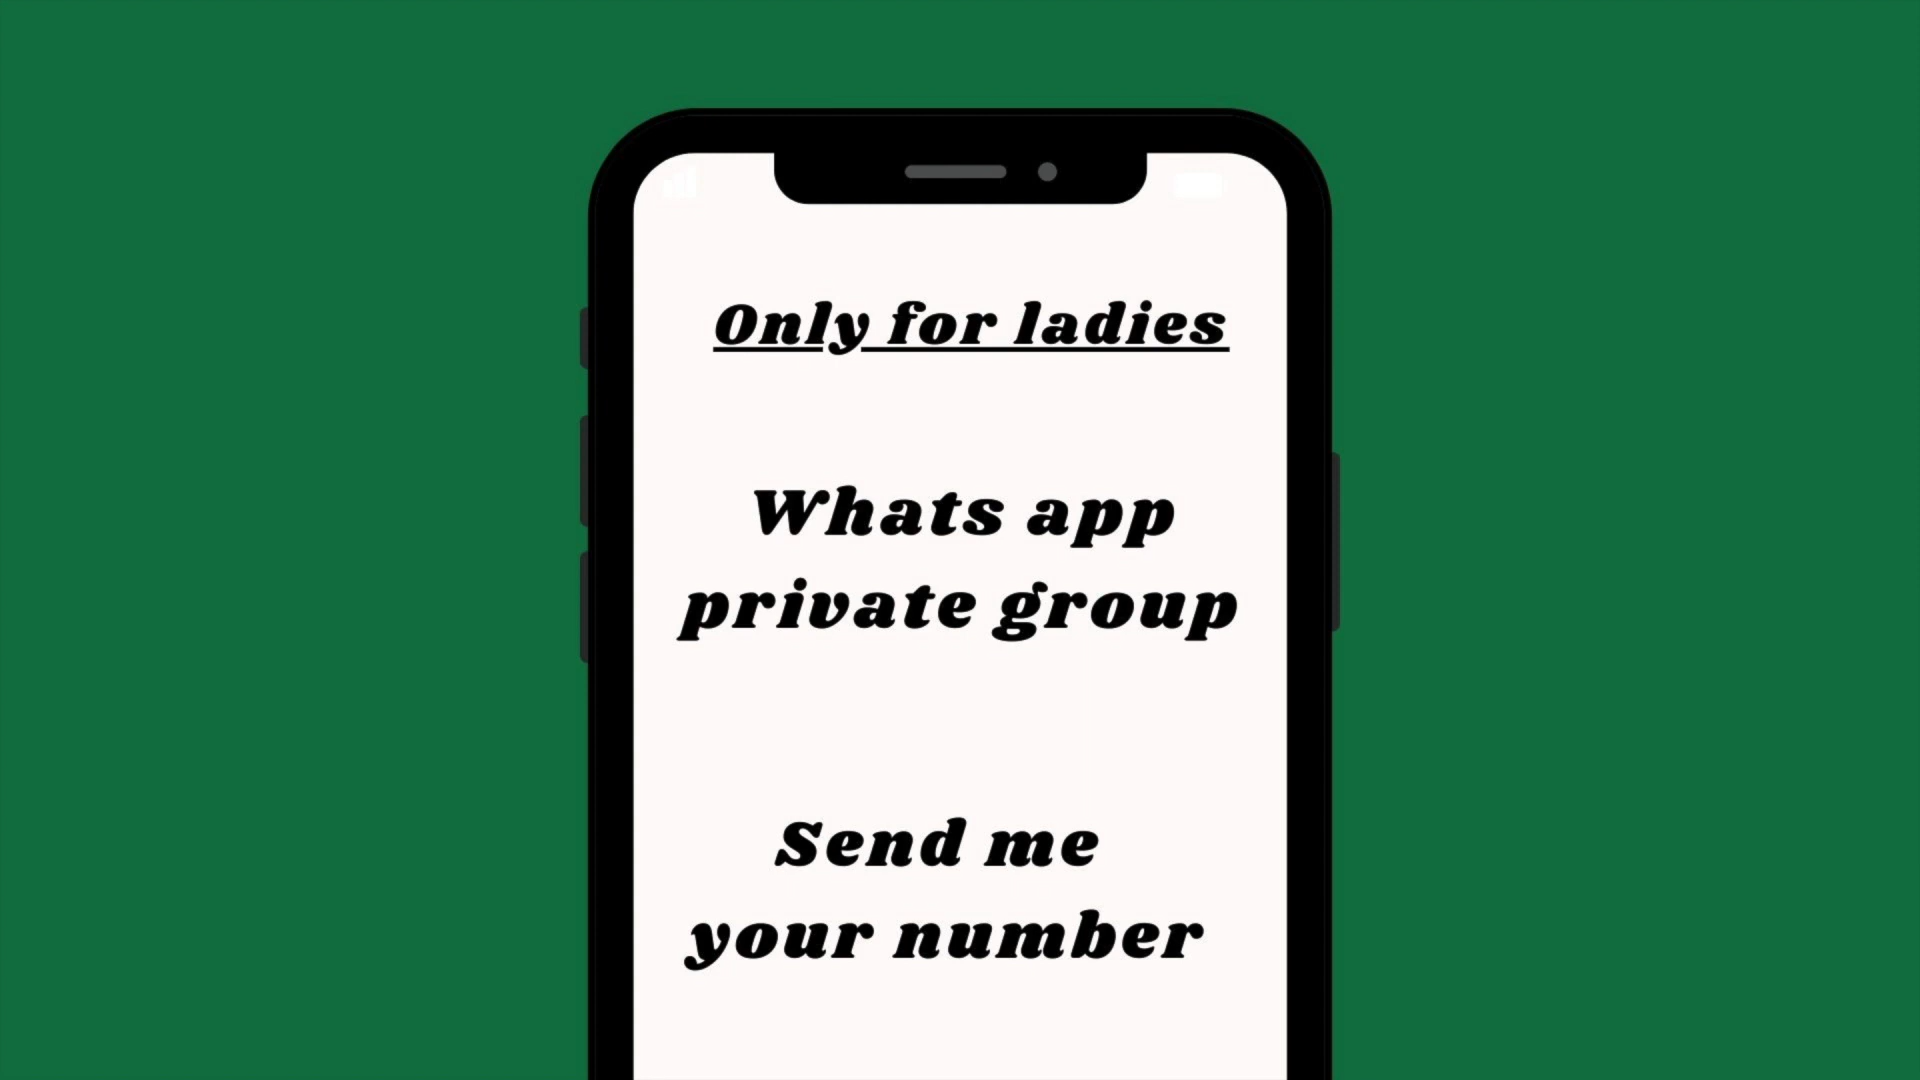 Only for ladies
Whats app
private group
Send me
your number